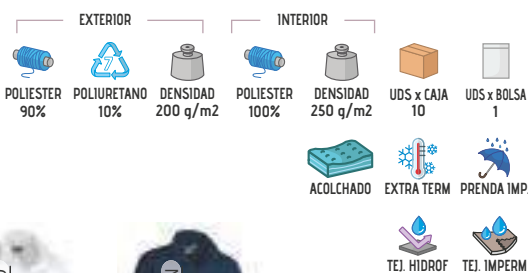 EXTERIOR INTERIOR
7
POLIESTER POLIURETANO DENSIDAD POLIESTER DENSIDAD UDS x CAJA UDS x BOLSA
90% 10% 200 g/m2 100% 250 g/m2 10 1
ACOLCHADO EXTRA TERM PRENDA IMP.
TEJ. HIDROF TEJ. IMPERM